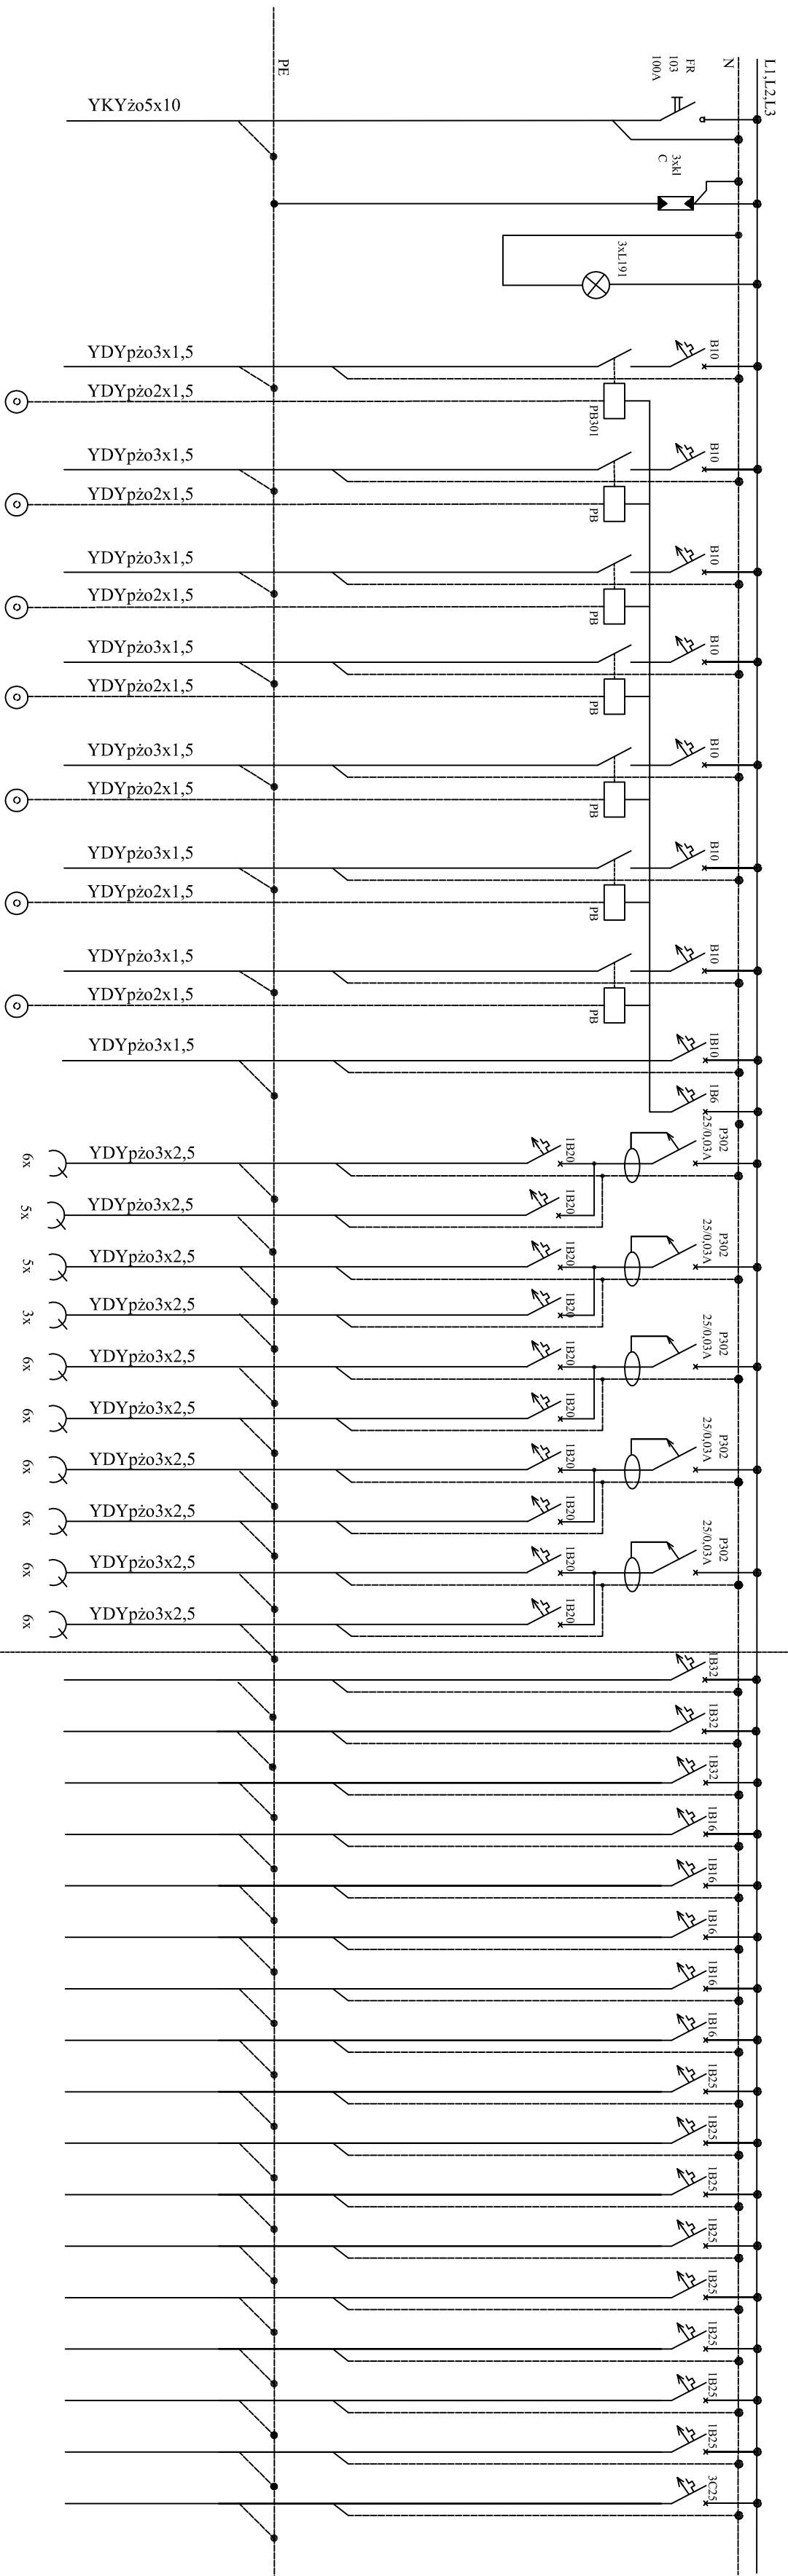 L1,L2,L3
N
PE
FR
103
100A
YKYżo5x10
3xkl
C
3xL191
B10
YDYpżo3x1,5
YDYpżo2x1,5
PB301
B10
YDYpżo3x1,5
YDYpżo2x1,5
PB
B10
YDYpżo3x1,5
YDYpżo2x1,5
PB
B10
YDYpżo3x1,5
YDYpżo2x1,5
PB
B10
YDYpżo3x1,5
YDYpżo2x1,5
PB
B10
YDYpżo3x1,5
YDYpżo2x1,5
PB
B10
YDYpżo3x1,5
YDYpżo2x1,5
PB
1B10
YDYpżo3x1,5
1B6
P302
25/0,03A
1B20
YDYpżo3x2,5
6x
1B20
YDYpżo3x2,5
5x
P302
25/0,03A
1B20
YDYpżo3x2,5
5x
1B20
YDYpżo3x2,5
3x
P302
25/0,03A
1B20
YDYpżo3x2,5
6x
1B20
YDYpżo3x2,5
6x
P302
25/0,03A
1B20
YDYpżo3x2,5
6x
1B20
YDYpżo3x2,5
6x
P302
25/0,03A
1B20
YDYpżo3x2,5
6x
1B20
YDYpżo3x2,5
6x
1B32
1B32
1B32
1B16
1B16
1B16
1B16
1B16
1B25
1B25
1B25
1B25
1B25
1B25
1B25
1B25
3C25